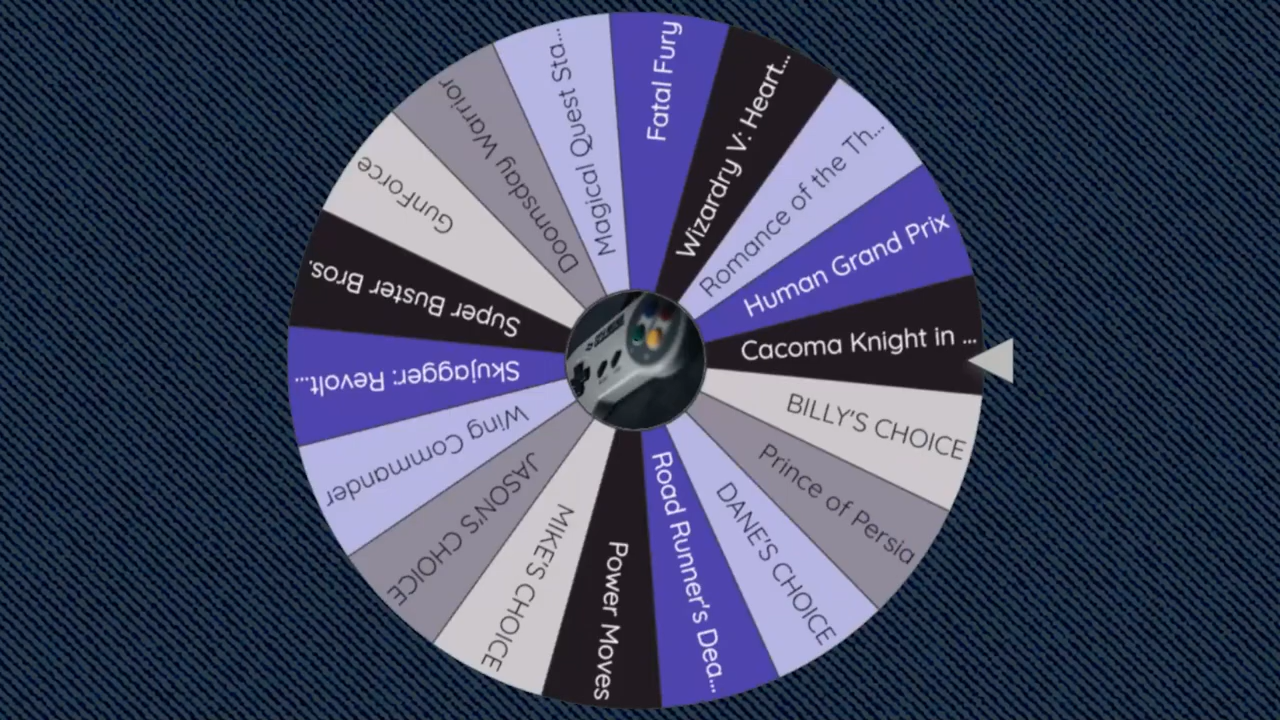 Fatal Fury
Wizardry V: Heart...
Romance of the Th...
Human Grand Prix
Cacoma Knight in ...
BILLY'S CHOICE
Prince of Persia
DANE'S CHOICE
Road Runner's Dea...
Power Moves
MIKE'S CHOICE
JASON'S CHOICE
Wing Commander
Skujagger: Revolt...
Super Buster Bros.
GunForce
Doomsday Warrior
Magical Quest Sta...